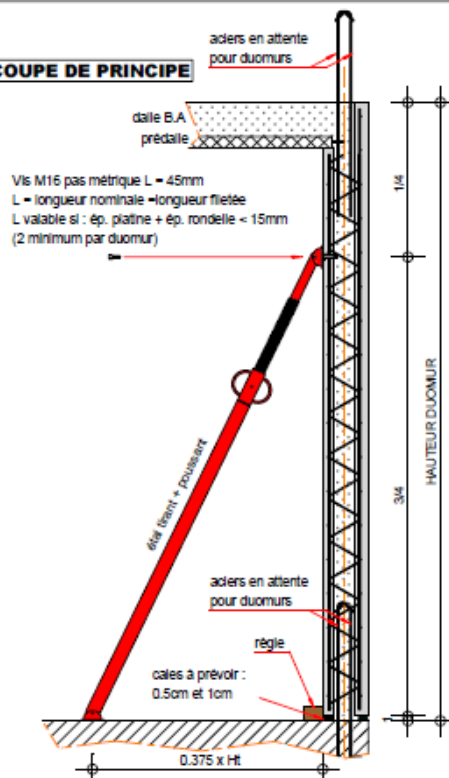 COUPE DE PRINCIPE
aciers en attente
pour duomurs
dalle B.A
prédalle
Vis M16 pas métrique L = 45mm
L = longueur nominale =longueur filetée
L valable si : ép. platine + ép. rondelle < 15mm
(2 minimum par duomur)
1/4
HAUTEUR DUOMUR
3/4
étai tirant + poussant
aciers en attente
pour duomurs
règle
cales à prévoir :
0.5cm et 1cm
1
0.375 x Ht